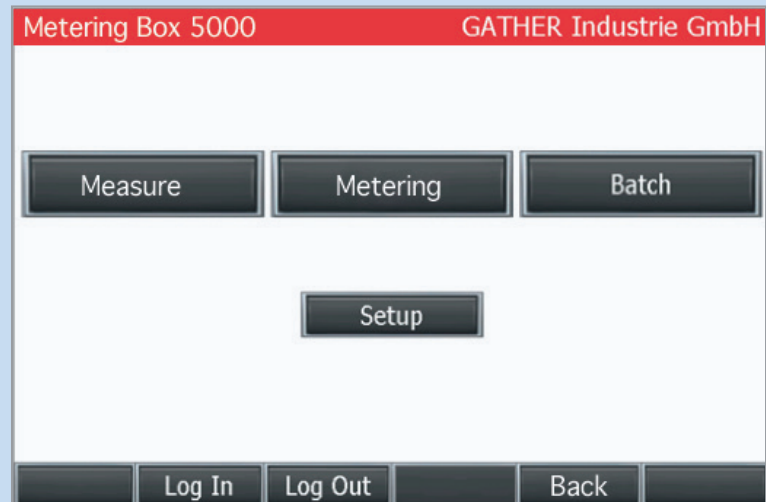 Metering Box 5000 GATHER Industrie GmbH
Measure Metering Batch
Setup
Log In Log Out Back